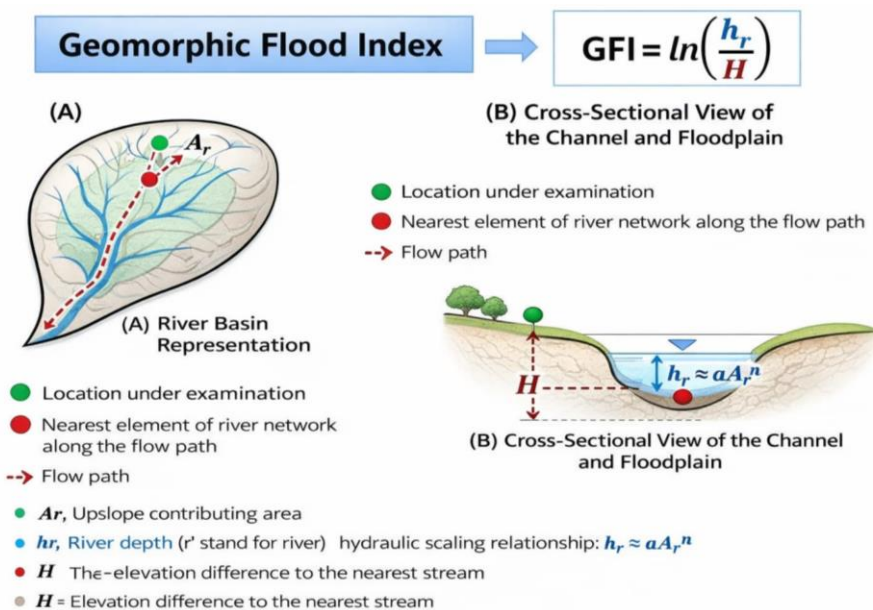 Geomorphic Flood Index
GFI = ln(hr/H)
(A)
Ar
(A) River Basin
Representation
(B) Cross-Sectional View of
the Channel and Floodplain
Location under examination
Nearest element of river network along the flow path
Flow path
H
hr ≈ aArⁿ
(B) Cross-Sectional View of the Channel
and Floodplain
Location under examination
Nearest element of river network
along the flow path
Flow path
Ar, Upslope contributing area
hr, River depth (r' stand for river) hydraulic scaling relationship: hr ≈ aArⁿ
H The-elevation difference to the nearest stream
H = Elevation difference to the nearest stream